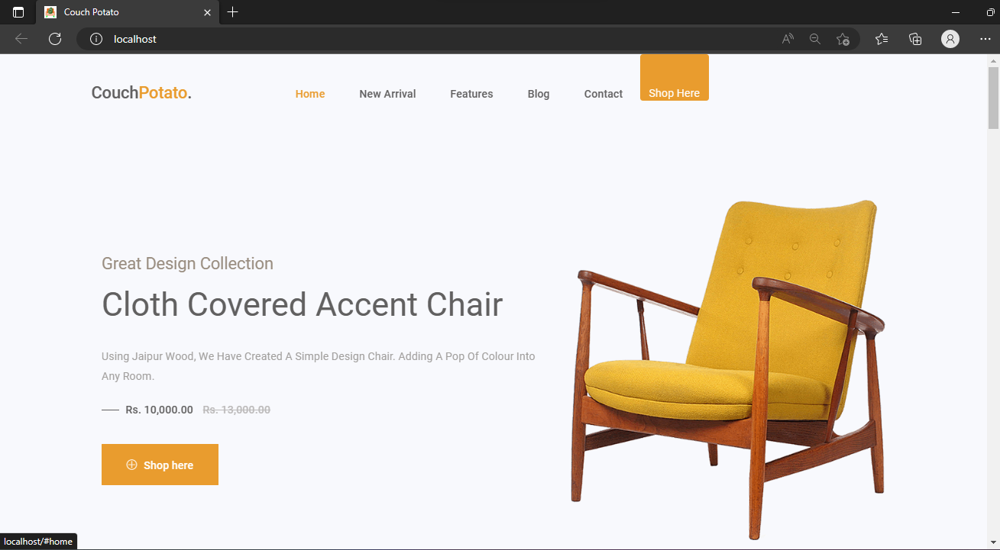 Couch Potato
localhost
CouchPotato.
Home
New Arrival
Features
Blog
Contact
Shop Here
Great Design Collection
Cloth Covered Accent Chair
Using Jaipur Wood, We Have Created A Simple Design Chair. Adding A Pop Of Colour Into
Any Room.
Rs. 10,000.00 Rs. 13,000.00
Shop here
localhost/#home